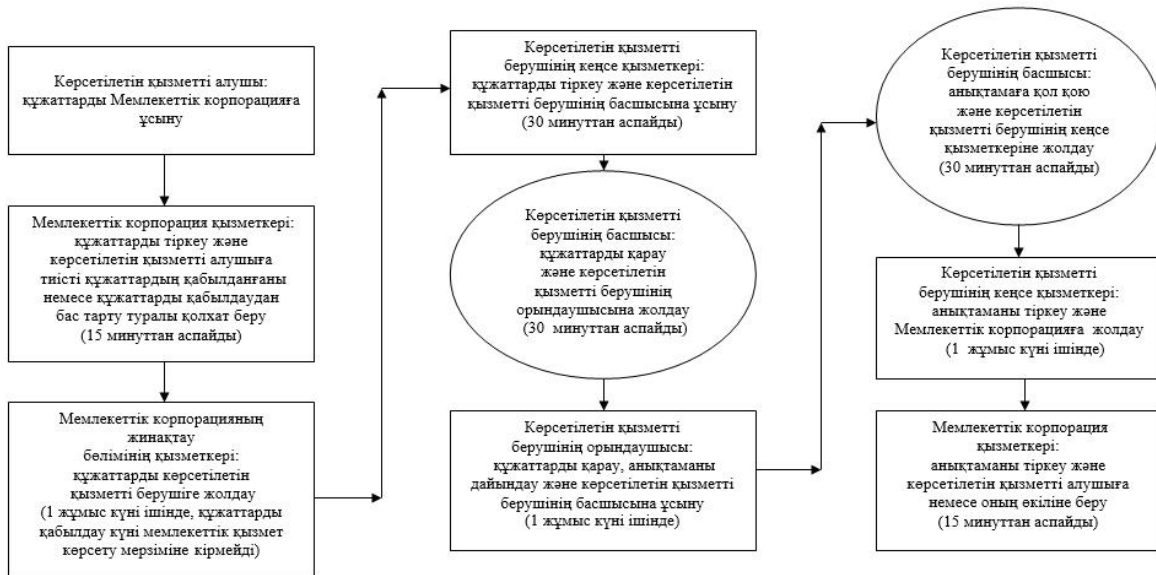 Көрсетілетін қызметті алушы:
құжаттарды Мемлекеттік корпорацияға
ұсыну
Мемлекеттік корпорация қызметкері:
құжаттарды тіркеу және
көрсетілетін қызметті алушыға
тиісті құжаттардың қабылданғаны
немесе құжаттарды қабылдаудан
бас тарту туралы қолхат беру
(15 минуттан аспайды)
Мемлекеттік корпорацияның
жинақтау
бөлімінің қызметкері:
құжаттарды көрсетілетін
қызметті берушіге жолдау
(1 жұмыс күні ішінде, құжаттарды
қабылдау күні мемлекеттік қызмет
көрсету мерзіміне кірмейді)
Көрсетілетін қызметті
берушінің кеңсе қызметкері:
құжаттарды тіркеу және көрсетілетін
қызметті берушінің басшысына ұсыну
(30 минуттан аспайды)
Көрсетілетін қызметті
берушінің басшысы:
құжаттарды қарау
және көрсетілетін
қызметті берушінің
орындаушысына жолдау
(30 минуттан аспайды)
Көрсетілетін қызметті
берушінің орындаушысы:
құжаттарды қарау, анықтаманы
дайындау және көрсетілетін қызметті
берушінің басшысына ұсыну
(1 жұмыс күні ішінде)
Көрсетілетін қызметті
берушінің басшысы:
анықтамаға қол қою
және көрсетілетін
қызметті берушінің кеңсе
қызметкеріне жолдау
(30 минуттан аспайды)
Көрсетілетін қызметті
берушінің кеңсе қызметкері:
анықтаманы тіркеу және
Мемлекеттік корпорацияға жолдау
(1 жұмыс күні ішінде)
Мемлекеттік корпорация
қызметкері:
анықтаманы тіркеу және
көрсетілетін қызметті алушыға
немесе оның өкіліне беру
(15 минуттан аспайды)